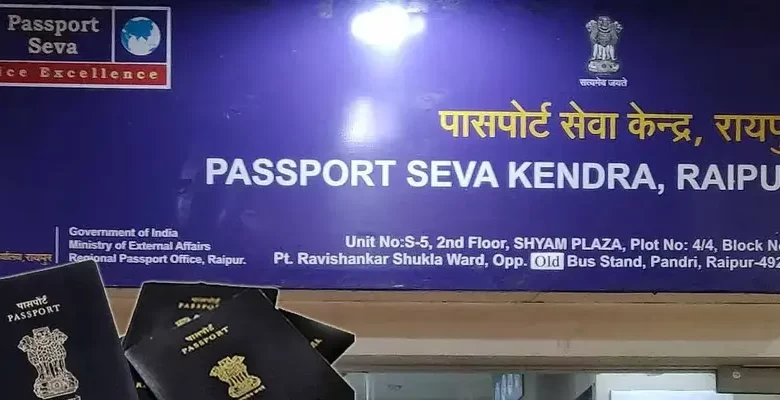 Passport
Seva
ice Excellence
सत्यमेव जयते
पासपोर्ट सेवा केन्द्र, रायपु
PASSPORT SEVA KENDRA, RAIPU
Government of India
Ministry of External Affairs
Regional Passport Office, Raipur.
रायपुर
Unit No:S-5, 2nd Floor, SHYAM PLAZA, Plot No: 4/4, Block No
Pt. Ravishankar Shukla Ward, Opp. Old Bus Stand, Pandri, Raipur-492
पासपोर्ट
PASSPORT
पासपोर्ट
PASSPORT